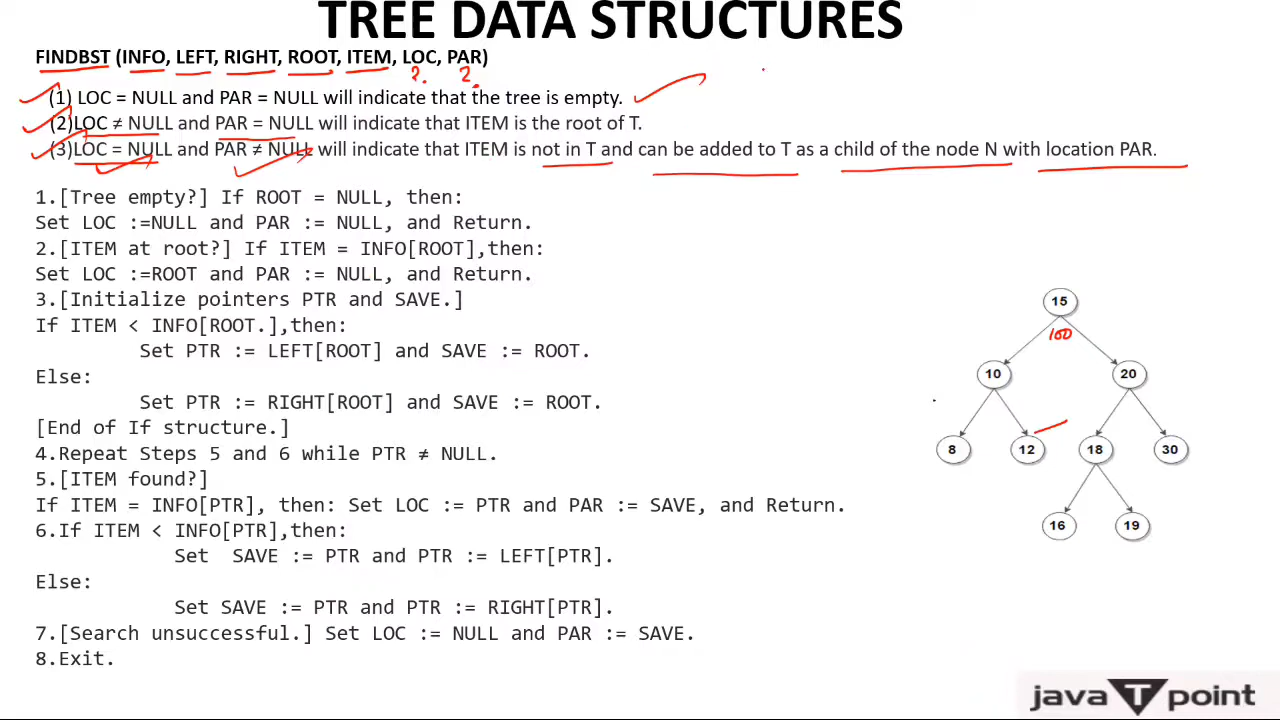 TREE DATA STRUCTURES
FINDBST (INFO, LEFT, RIGHT, ROOT, ITEM, LOC, PAR)
?. ?.
(1) LOC = NULL and PAR = NULL will indicate that the tree is empty.
(2)LOC ≠ NULL and PAR = NULL will indicate that ITEM is the root of T.
(3)LOC = NULL and PAR ≠ NULL will indicate that ITEM is not in T and can be added to T as a child of the node N with location PAR.
1.[Tree empty?] If ROOT = NULL, then:
Set LOC :=NULL and PAR := NULL, and Return.
2.[ITEM at root?] If ITEM = INFO[ROOT],then:
Set LOC :=ROOT and PAR := NULL, and Return.
3.[Initialize pointers PTR and SAVE.]
If ITEM < INFO[ROOT.],then:
Set PTR := LEFT[ROOT] and SAVE := ROOT.
Else:
Set PTR := RIGHT[ROOT] and SAVE := ROOT.
[End of If structure.]
4.Repeat Steps 5 and 6 while PTR ≠ NULL.
5.[ITEM found?]
If ITEM = INFO[PTR], then: Set LOC := PTR and PAR := SAVE, and Return.
6.If ITEM < INFO[PTR],then:
Set SAVE := PTR and PTR := LEFT[PTR].
Else:
Set SAVE := PTR and PTR := RIGHT[PTR].
7.[Search unsuccessful.] Set LOC := NULL and PAR := SAVE.
8.Exit.
15
100
10 20
8 12 18 30
16 19
java T point